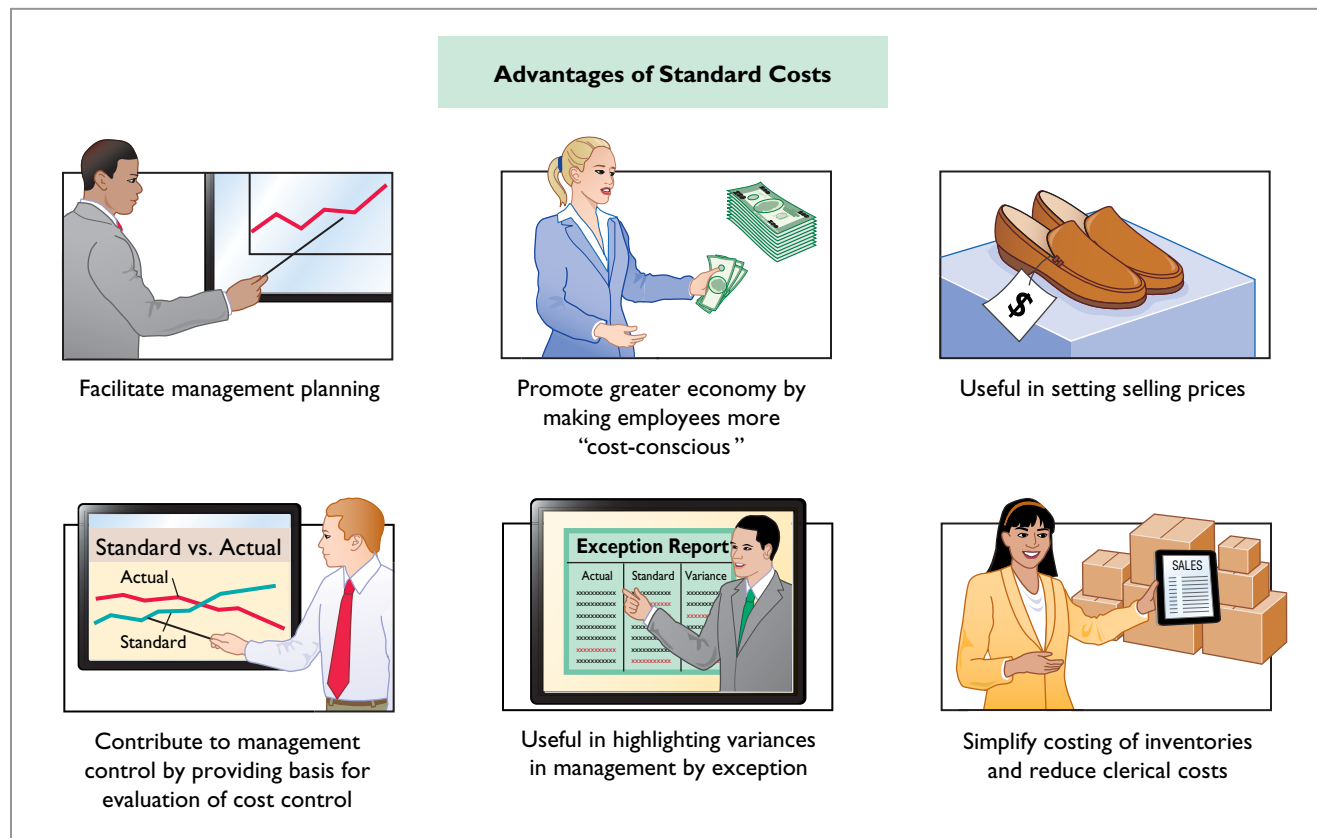 Advantages of Standard Costs
Facilitate management planning
Promote greater economy by
making employees more
“cost-conscious ”
$
Useful in setting selling prices
Standard vs. Actual
Actual
Standard
Contribute to management
control by providing basis for
evaluation of cost control
Exception Report
Actual Standard Variance
Useful in highlighting variances
in management by exception
SALES
Simplify costing of inventories
and reduce clerical costs